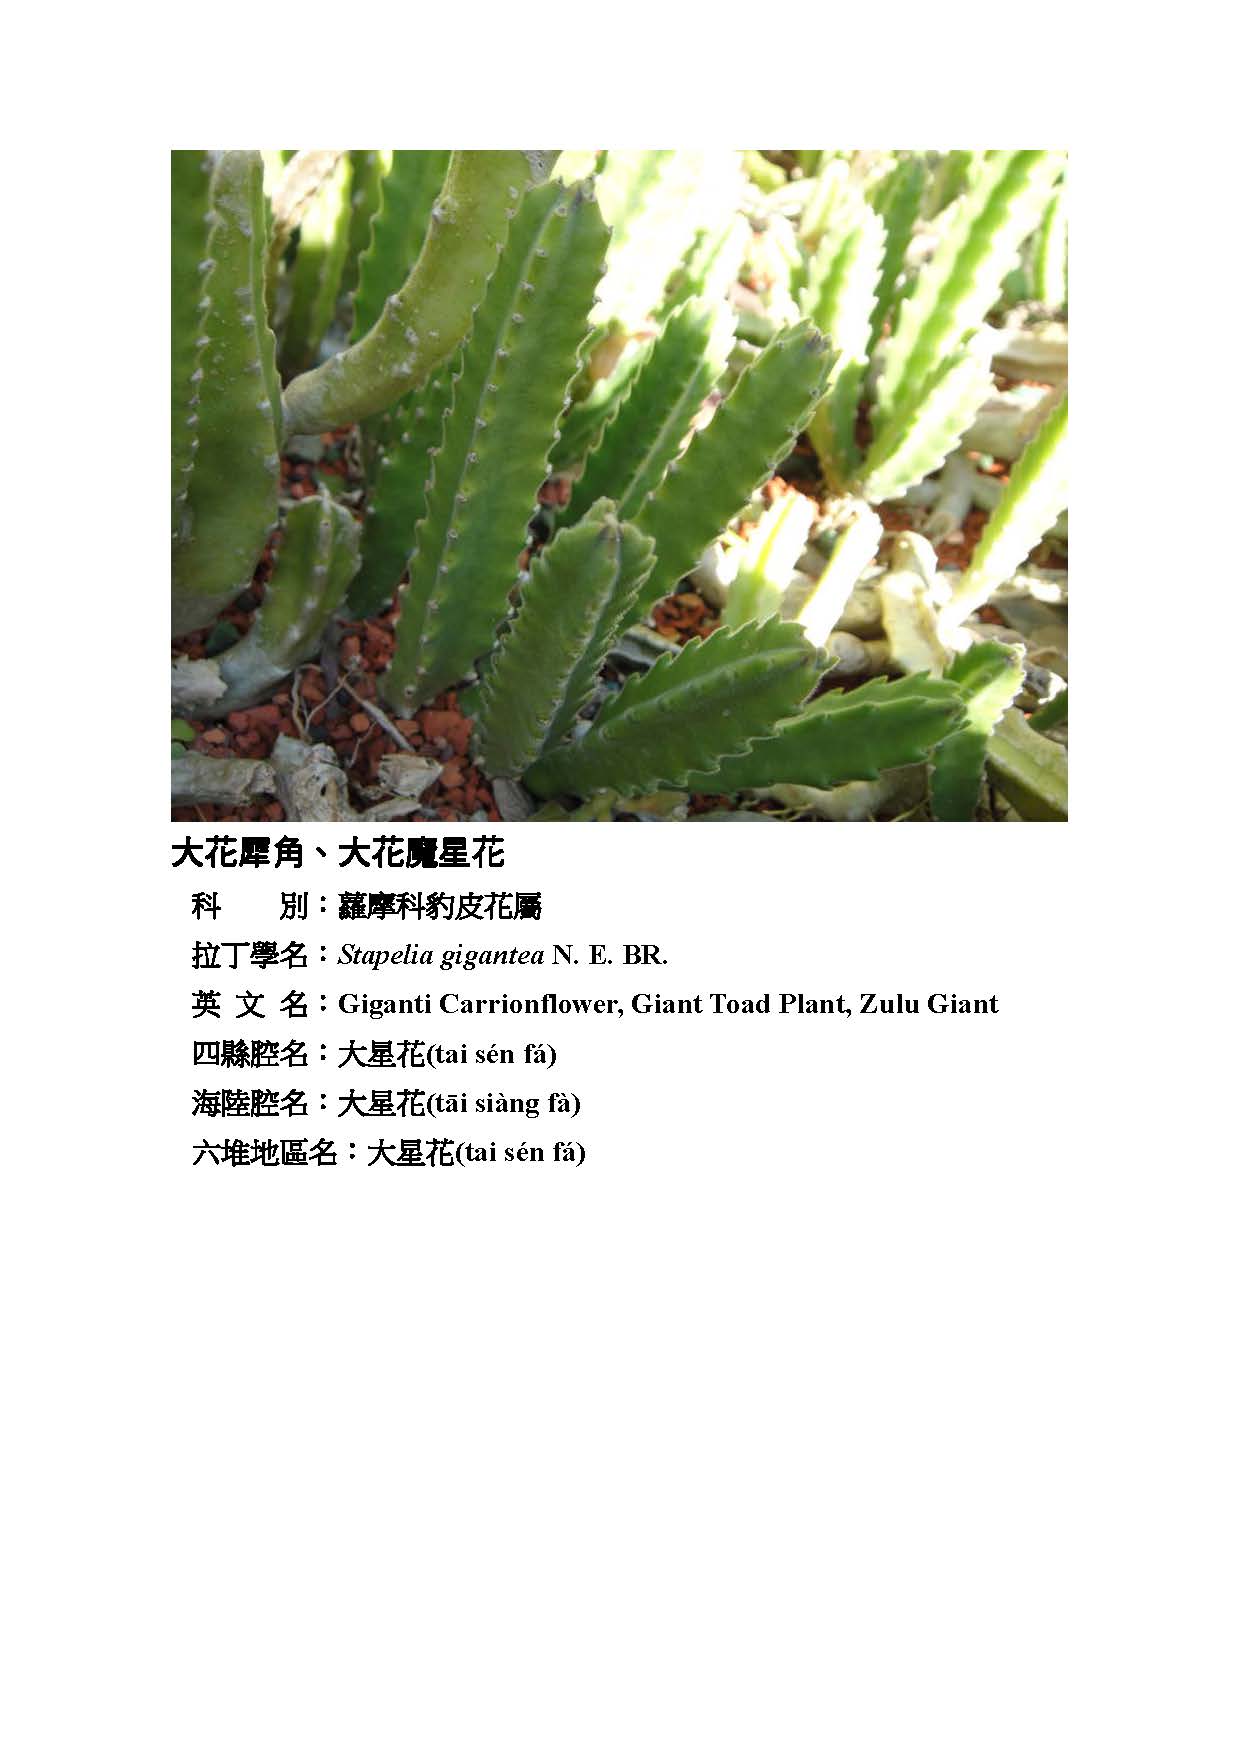 大花犀角、大花魔星花
科　　別：蘿摩科豹皮花屬
拉丁學名：Stapelia gigantea N. E. BR.
英 文 名：Giganti Carrionflower, Giant Toad Plant, Zulu Giant
四縣腔名：大星花(tai sén fá)
海陸腔名：大星花(tāi siàng fà)
六堆地區名：大星花(tai sén fá)